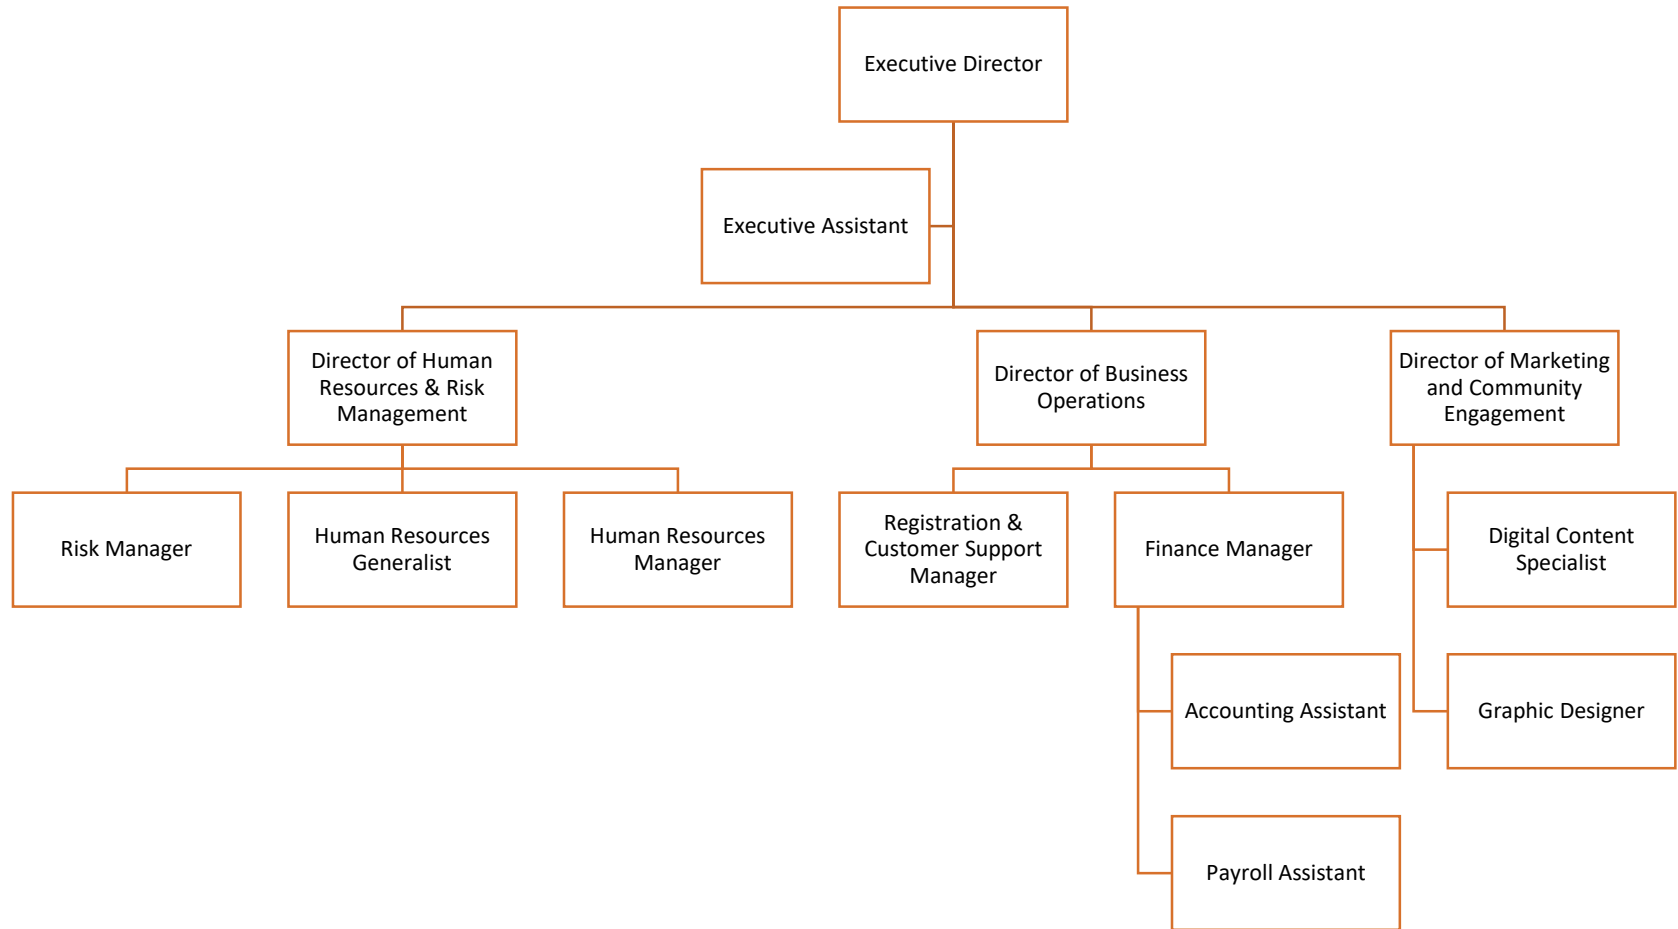 Executive Director
Executive Assistant
Director of Human
Resources & Risk
Management
Director of Business
Operations
Director of Marketing
and Community
Engagement
Risk Manager
Human Resources
Generalist
Human Resources
Manager
Registration &
Customer Support
Manager
Finance Manager
Digital Content
Specialist
Accounting Assistant
Graphic Designer
Payroll Assistant